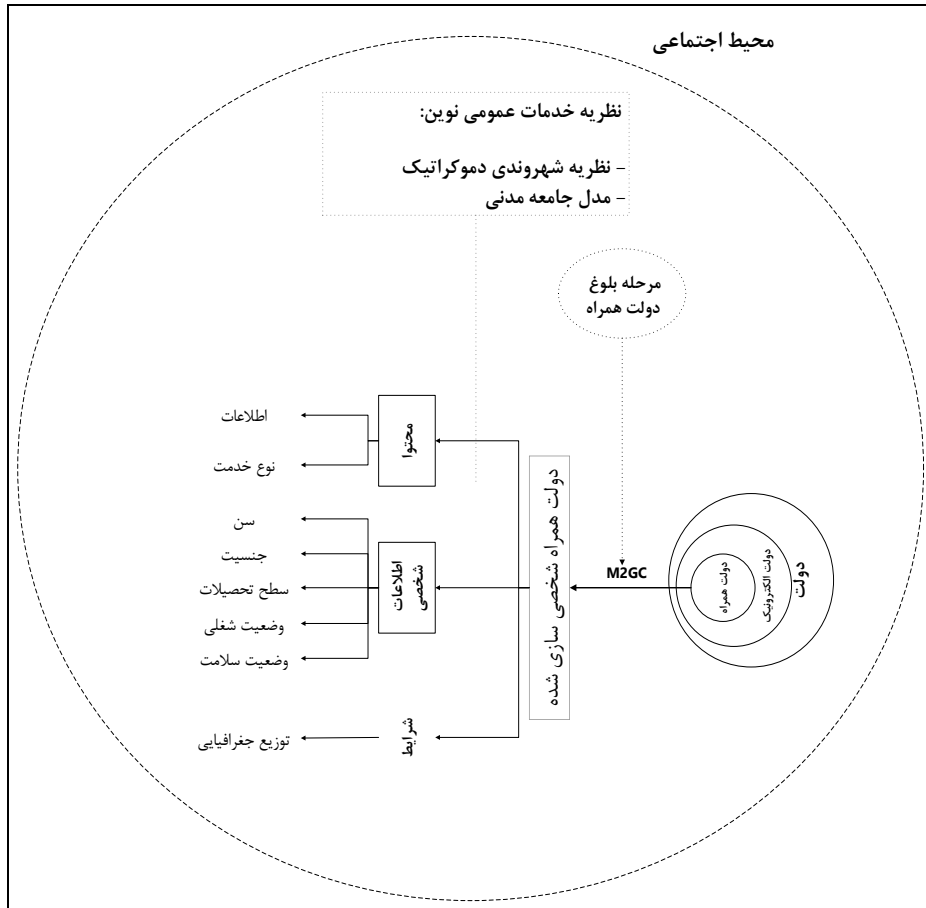 محیط اجتماعی
نظریه خدمات عمومی نوین:
– نظریه شهروندی دموکراتیک
– مدل جامعه مدنی
مرحله بلوغ
دولت همراه
دولت
دولت الکترونیک
دولت همراه
M2GC
دولت همراه شخصی سازی شده
محتوا
اطلاعات
نوع خدمت
اطلاعات
شخصی
سن
جنسیت
سطح تحصیلات
وضعیت شغلی
وضعیت سلامت
شرایط
توزیع جغرافیایی